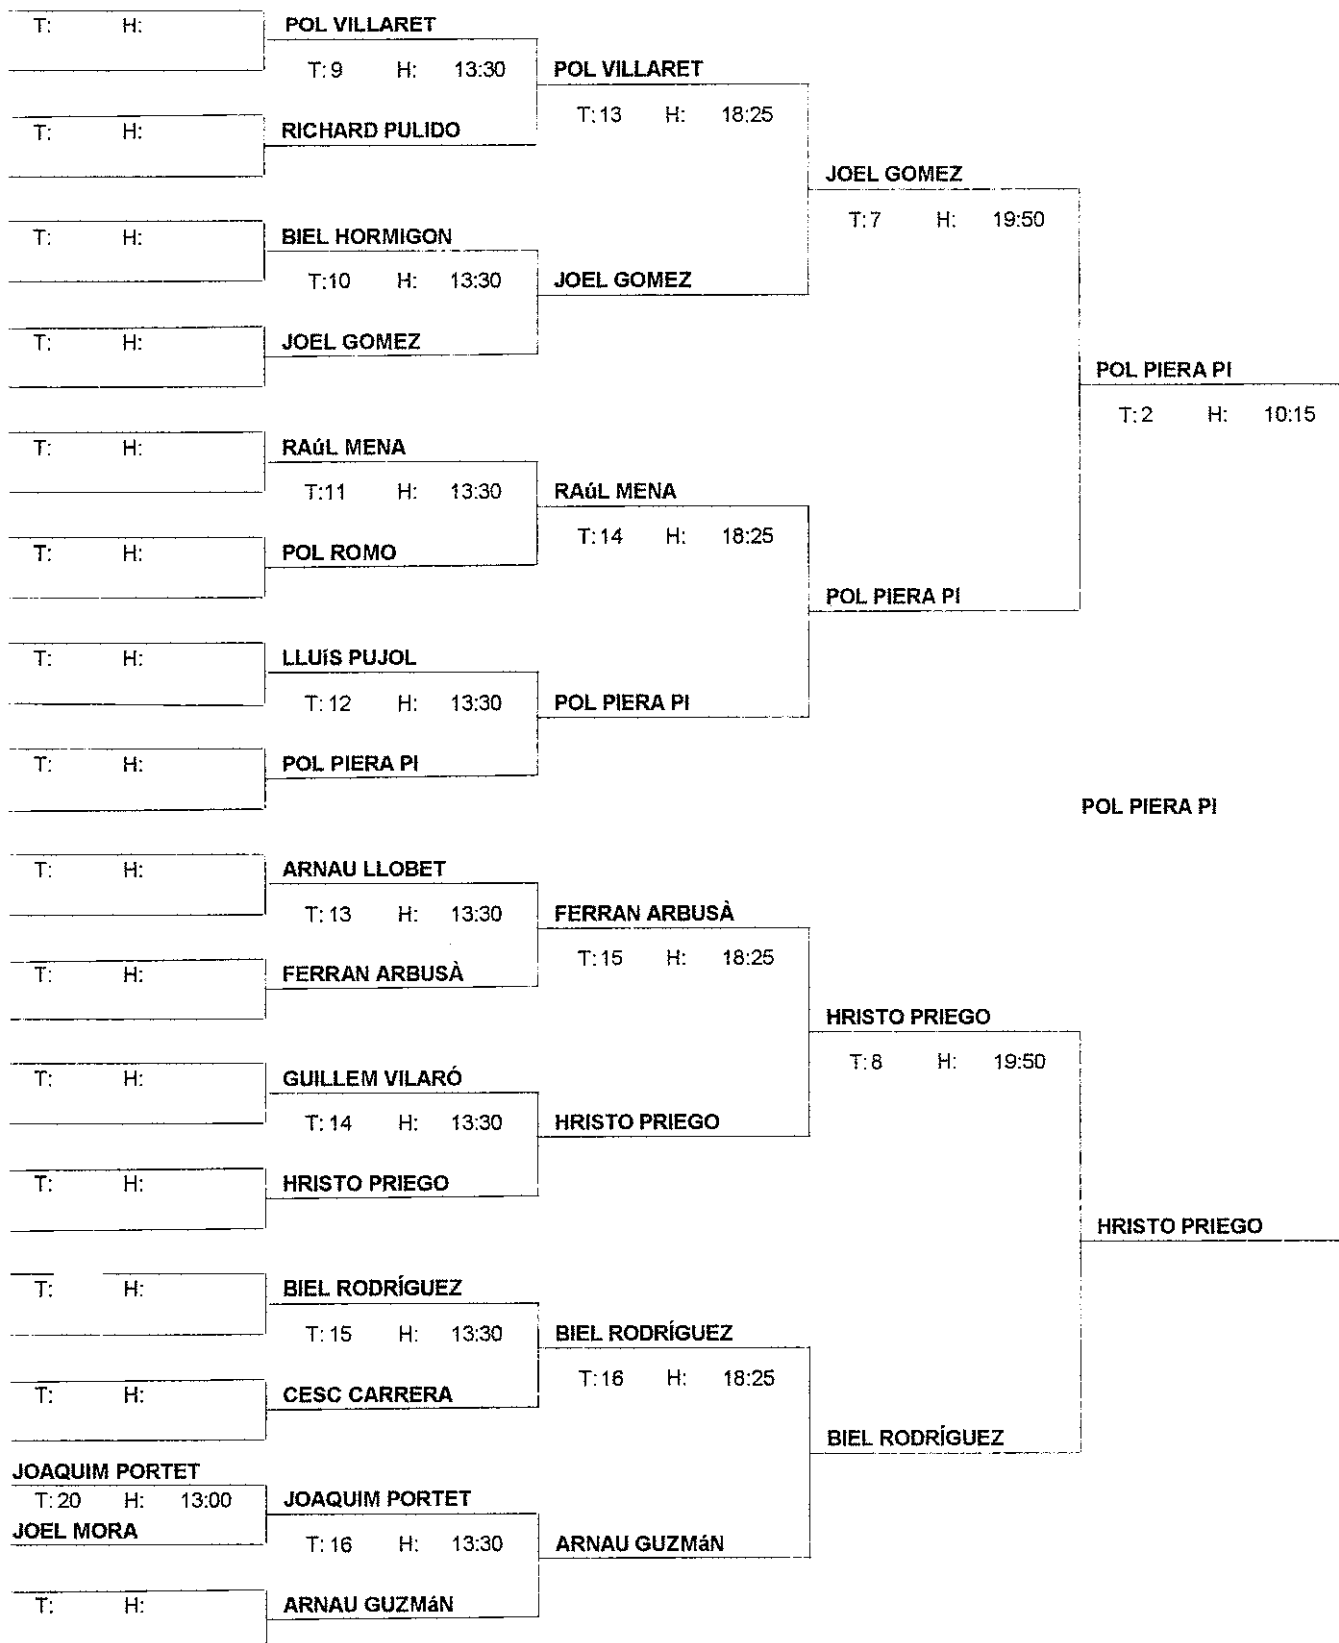 T: H:
POL VILLARET
T: 9 H: 13:30
POL VILLARET
T: 13 H: 18:25
T: H:
RICHARD PULIDO
JOEL GOMEZ
T: 7 H: 19:50
T: H:
BIEL HORMIGON
T:10 H: 13:30
JOEL GOMEZ
T: H:
JOEL GOMEZ
POL PIERA PI
T: 2 H: 10:15
T: H:
RAúL MENA
T:11 H: 13:30
RAúL MENA
T: 14 H: 18:25
T: H:
POL ROMO
POL PIERA PI
T: H:
LLUíS PUJOL
T: 12 H: 13:30
POL PIERA PI
T: H:
POL PIERA PI
POL PIERA PI
T: H:
ARNAU LLOBET
T: 13 H: 13:30
FERRAN ARBUSÀ
T: 15 H: 18:25
T: H:
FERRAN ARBUSÀ
HRISTO PRIEGO
T: 8 H: 19:50
T: H:
GUILLEM VILARÓ
T: 14 H: 13:30
HRISTO PRIEGO
T: H:
HRISTO PRIEGO
HRISTO PRIEGO
T: H:
BIEL RODRÍGUEZ
T: 15 H: 13:30
BIEL RODRÍGUEZ
T: 16 H: 18:25
T: H:
CESC CARRERA
BIEL RODRÍGUEZ
JOAQUIM PORTET
T: 20 H: 13:00
JOAQUIM PORTET
JOEL MORA
T: 16 H: 13:30
ARNAU GUZMáN
T: H:
ARNAU GUZMáN